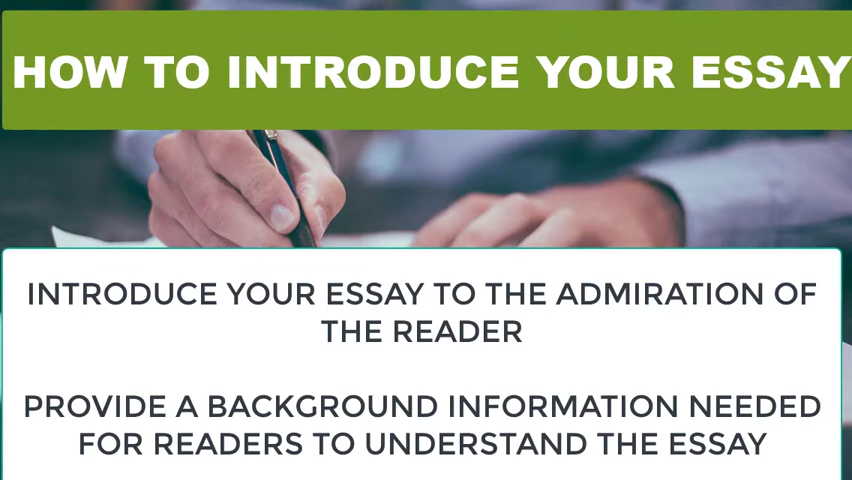 HOW TO INTRODUCE YOUR ESSAY
INTRODUCE YOUR ESSAY TO THE ADMIRATION OF
THE READER
PROVIDE A BACKGROUND INFORMATION NEEDED
FOR READERS TO UNDERSTAND THE ESSAY